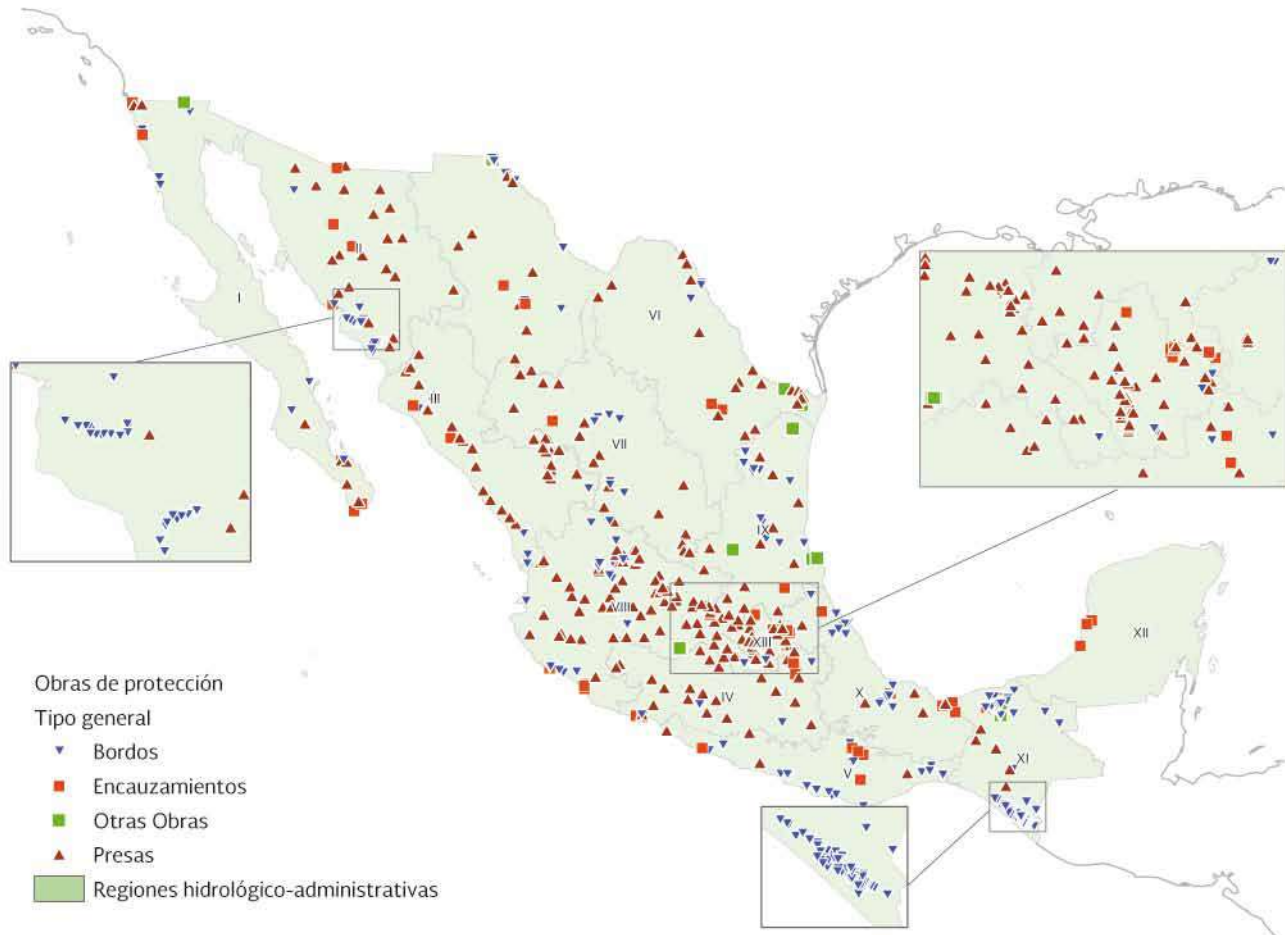 I
II
III
VI
VII
IX
VIII
XIII
XII
IV
X
V
XI
Obras de protección
Tipo general
Bordos
Encauzamientos
Otras Obras
Presas
Regiones hidrológico-administrativas